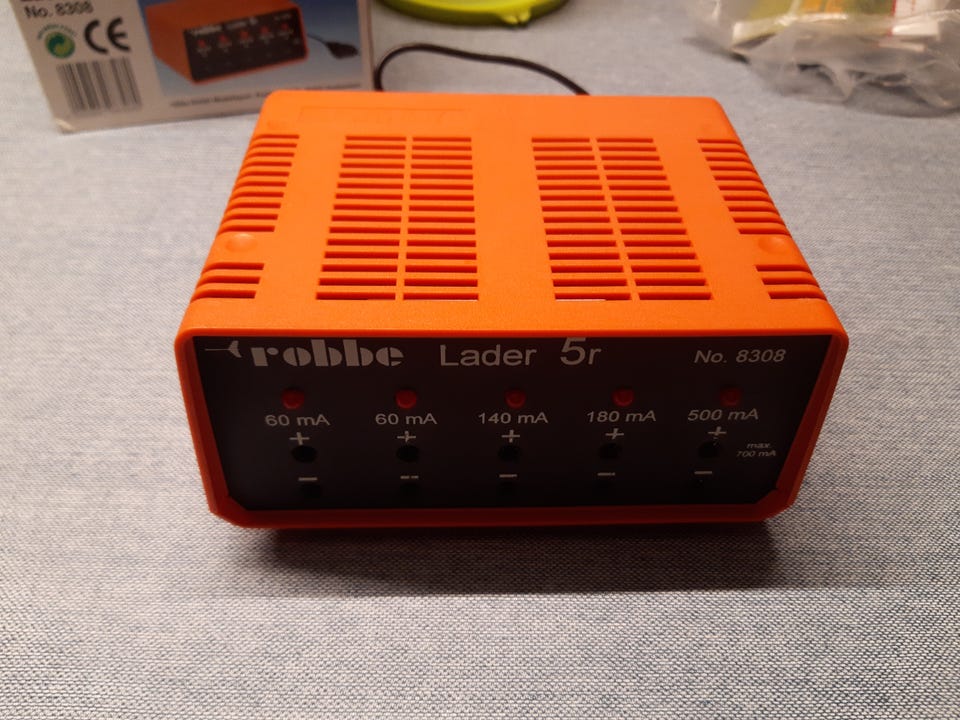 No. 8308
CE
robbe Lader 5r No. 8308
60 mA 60 mA 140 mA 180 mA 500 mA
+ + + + +
max.
700 mA
− − − − −